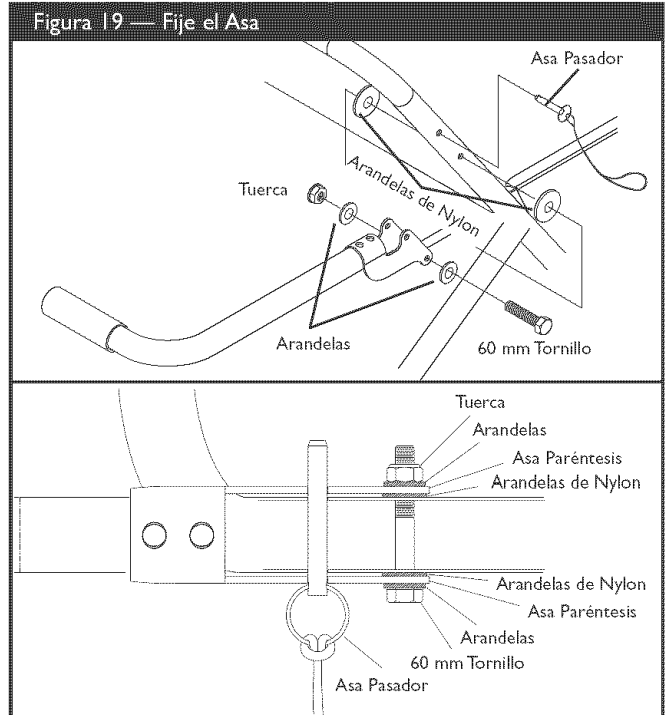 Figura 19 — Fije el Asa
Asa Pasador
Arandelas de Nylon
Tuerca
Arandelas
60 mm Tornillo
Tuerca
Arandelas
Asa Paréntesis
Arandelas de Nylon
Arandelas de Nylon
Asa Paréntesis
Arandelas
60 mm Tornillo
Asa Pasador